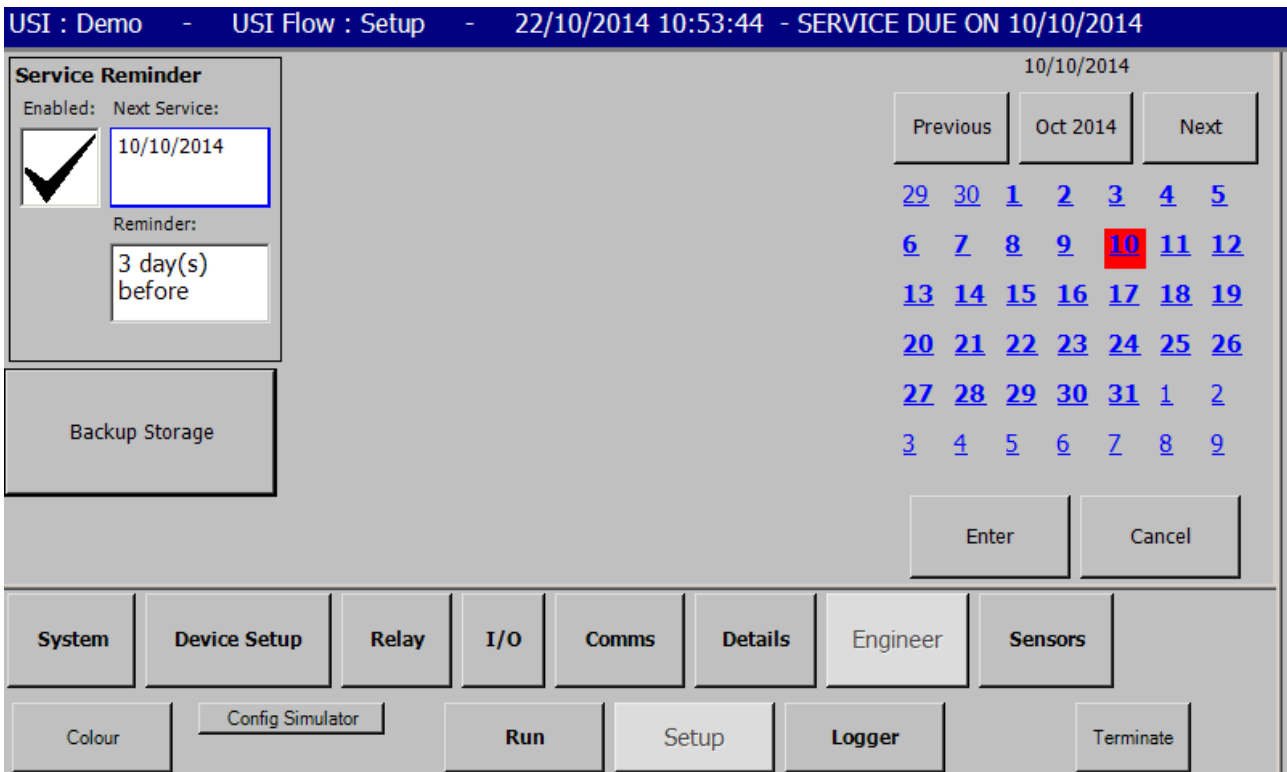 USI : Demo - USI Flow : Setup - 22/10/2014 10:53:44 - SERVICE DUE ON 10/10/2014
Service Reminder
Enabled: Next Service:
10/10/2014
Reminder:
3 day(s)
before
Backup Storage
10/10/2014
Previous Oct 2014 Next
29 30 1 2 3 4 5
6 7 8 9 10 11 12
13 14 15 16 17 18 19
20 21 22 23 24 25 26
27 28 29 30 31 1 2
3 4 5 6 7 8 9
Enter Cancel
System Device Setup Relay I/O Comms Details Engineer Sensors
Colour Config Simulator Run Setup Logger Terminate